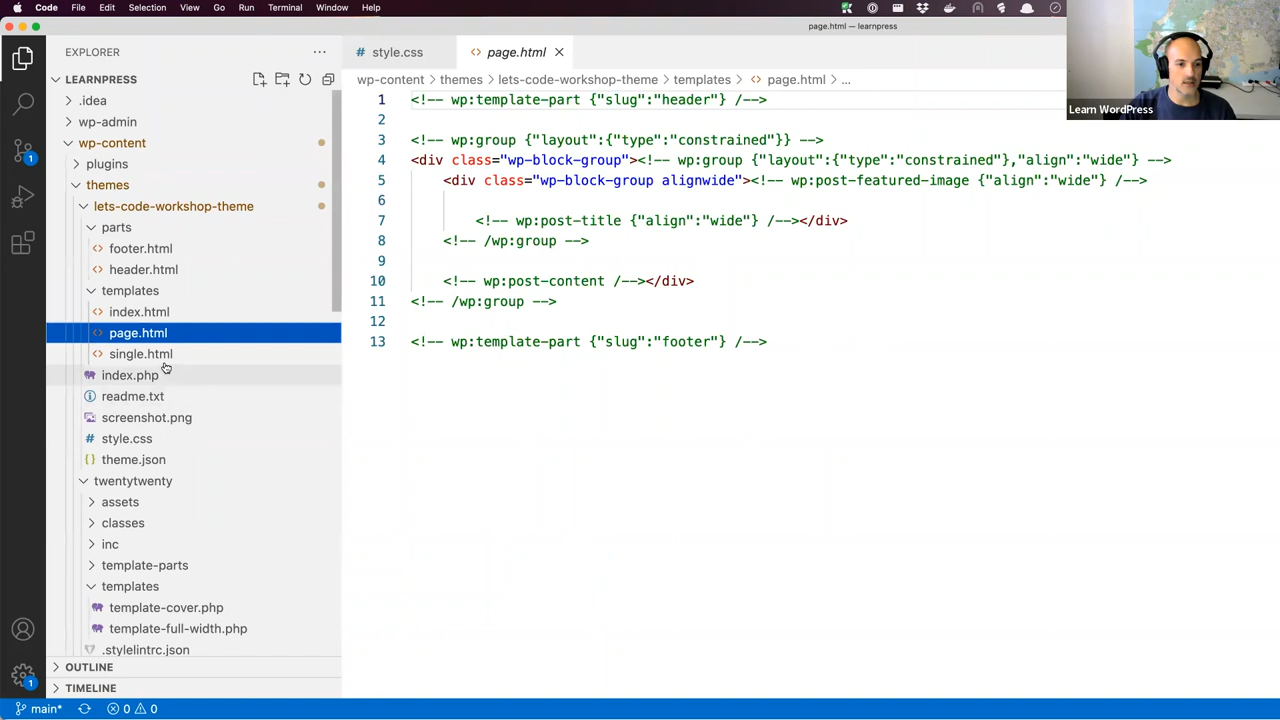 Code File Edit Selection View Go Run Terminal Window Help
page.html — learnpress
EXPLORER
style.css
page.html
LEARNPRESS
wp-content > themes > lets-code-workshop-theme > templates > page.html > ...
Learn WordPress
.idea
wp-admin
wp-content
plugins
themes
lets-code-workshop-theme
parts
footer.html
header.html
templates
index.html
page.html
single.html
index.php
readme.txt
screenshot.png
style.css
theme.json
twentytwenty
assets
classes
inc
template-parts
templates
template-cover.php
template-full-width.php
.stylelintrc.json
OUTLINE
TIMELINE
1 <!-- wp:template-part {"slug":"header"} /-->
2
3 <!-- wp:group {"layout":{"type":"constrained"}} -->
4 <div class="wp-block-group"><!-- wp:group {"layout":{"type":"constrained"},"align":"wide"} -->
5 <div class="wp-block-group alignwide"><!-- wp:post-featured-image {"align":"wide"} /-->
6
7 <!-- wp:post-title {"align":"wide"} /--></div>
8 <!-- /wp:group -->
9
10 <!-- wp:post-content /--></div>
11 <!-- /wp:group -->
12
13 <!-- wp:template-part {"slug":"footer"} /-->
1
1
main* 0 0